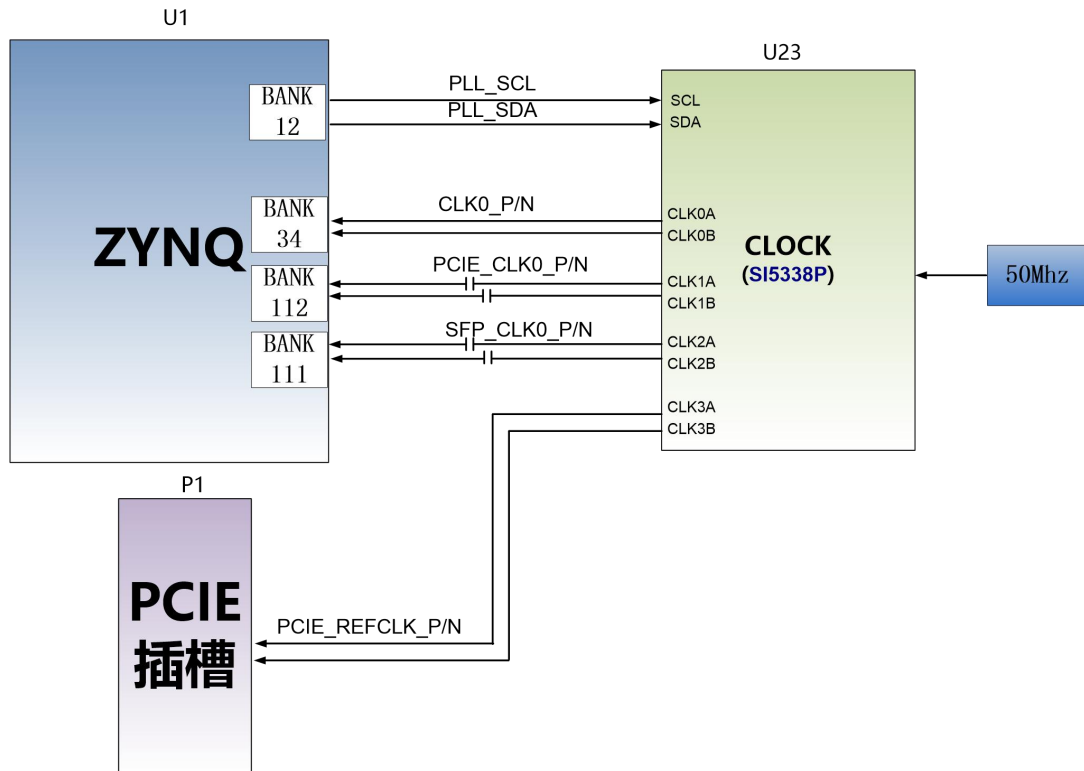 U1
U23
BANK
12
PLL_SCL
PLL_SDA
SCL
SDA
ZYNQ
BANK
34
CLK0_P/N
CLK0A
CLK0B
CLOCK
(SI5338P)
50Mhz
BANK
112
PCIE_CLK0_P/N
CLK1A
CLK1B
BANK
111
SFP_CLK0_P/N
CLK2A
CLK2B
CLK3A
CLK3B
P1
PCIE
插槽
PCIE_REFCLK_P/N